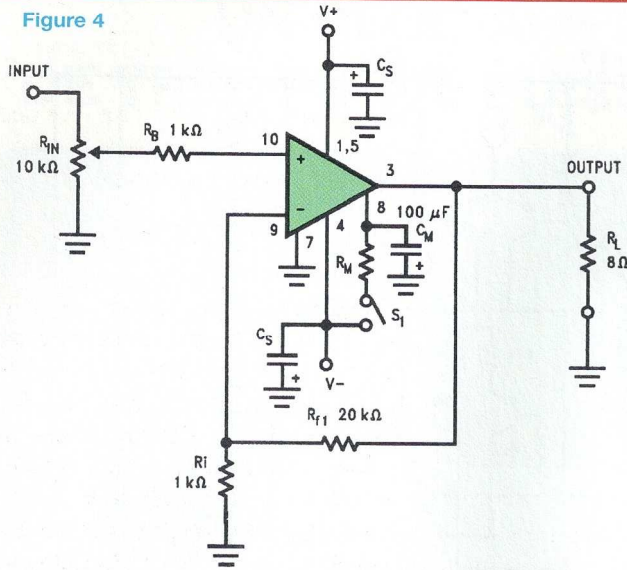 Figure 4
V+
INPUT
+ C_S
R_IN
10 kΩ
R_B 1 kΩ
10
+
1,5
3
OUTPUT
−
9
7
4
8
100 μF
C_M
+
R_M
R_L
8Ω
S_1
C_S
+
V-
R_f1 20 kΩ
Ri
1 kΩ